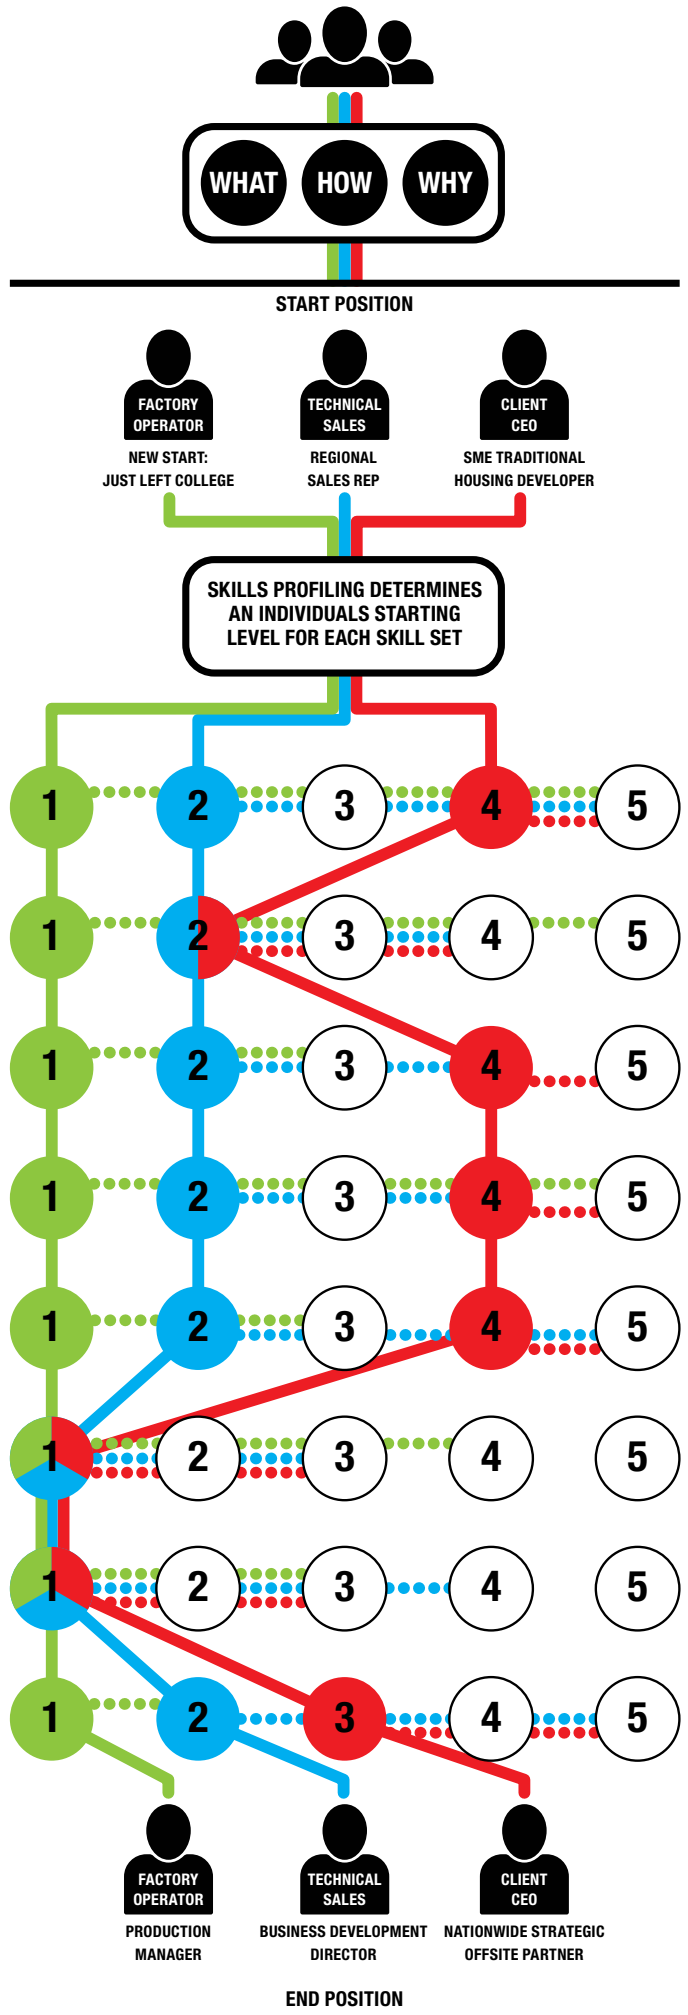 WHAT HOW WHY
START POSITION
FACTORY
OPERATOR
NEW START:
JUST LEFT COLLEGE
TECHNICAL
SALES
REGIONAL
SALES REP
CLIENT
CEO
SME TRADITIONAL
HOUSING DEVELOPER
SKILLS PROFILING DETERMINES
AN INDIVIDUALS STARTING
LEVEL FOR EACH SKILL SET
1 2 3 4 5
1 2 3 4 5
1 2 3 4 5
1 2 3 4 5
1 2 3 4 5
1 2 3 4 5
1 2 3 4 5
1 2 3 4 5
FACTORY
OPERATOR
PRODUCTION
MANAGER
TECHNICAL
SALES
BUSINESS DEVELOPMENT
DIRECTOR
CLIENT
CEO
NATIONWIDE STRATEGIC
OFFSITE PARTNER
END POSITION